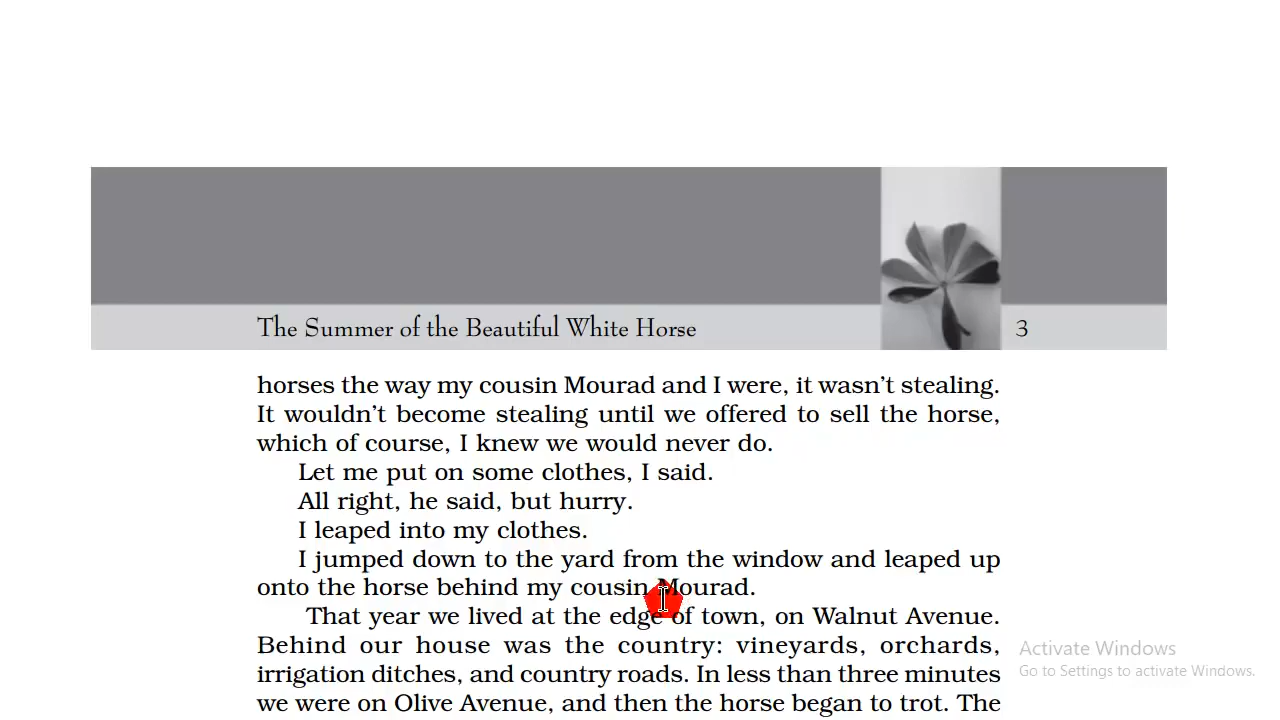 The Summer of the Beautiful White Horse 3
horses the way my cousin Mourad and I were, it wasn't stealing.
It wouldn't become stealing until we offered to sell the horse,
which of course, I knew we would never do.
Let me put on some clothes, I said.
All right, he said, but hurry.
I leaped into my clothes.
I jumped down to the yard from the window and leaped up
onto the horse behind my cousin Mourad.
That year we lived at the edge of town, on Walnut Avenue.
Behind our house was the country: vineyards, orchards,
irrigation ditches, and country roads. In less than three minutes
we were on Olive Avenue, and then the horse began to trot. The
Activate Windows
Go to Settings to activate Windows.